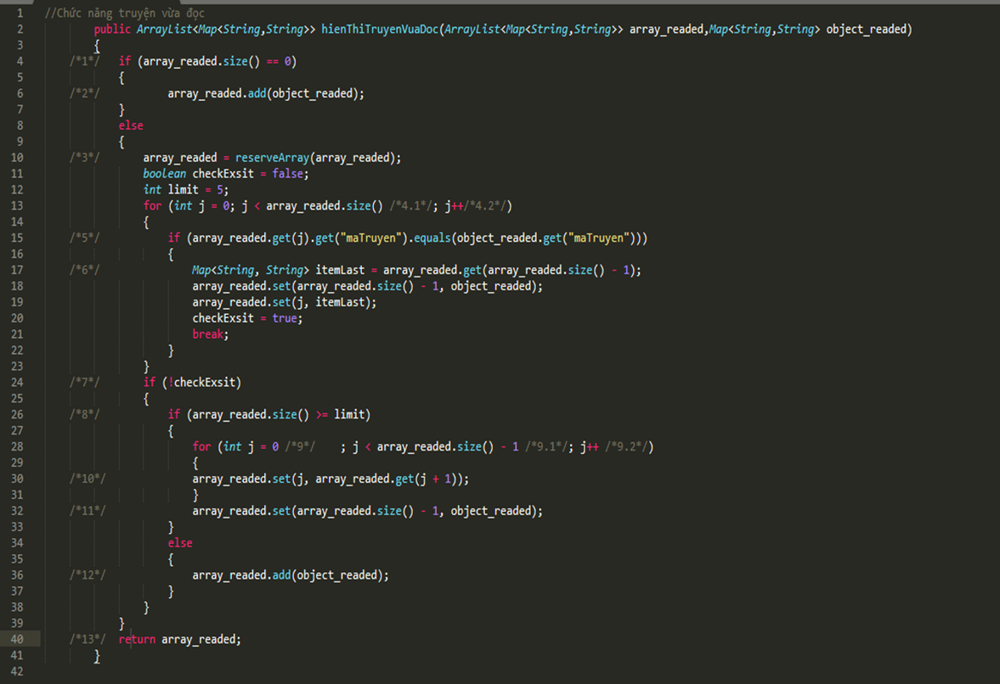 1 //Chức năng truyện vừa đọc
2 public ArrayList<Map<String,String>> hienThiTruyenVuaDoc(ArrayList<Map<String,String>> array_readed,Map<String,String> object_readed)
3 {
4 /*1*/ if (array_readed.size() == 0)
5 {
6 /*2*/ array_readed.add(object_readed);
7 }
8 else
9 {
10 /*3*/ array_readed = reserveArray(array_readed);
11 boolean checkExsit = false;
12 int limit = 5;
13 for (int j = 0; j < array_readed.size() /*4.1*/; j++/*4.2*/)
14 {
15 /*5*/ if (array_readed.get(j).get("maTruyen").equals(object_readed.get("maTruyen")))
16 {
17 /*6*/ Map<String, String> itemLast = array_readed.get(array_readed.size() - 1);
18 array_readed.set(array_readed.size() - 1, object_readed);
19 array_readed.set(j, itemLast);
20 checkExsit = true;
21 break;
22 }
23 }
24 /*7*/ if (!checkExsit)
25 {
26 /*8*/ if (array_readed.size() >= limit)
27 {
28 for (int j = 0 /*9*/ ; j < array_readed.size() - 1 /*9.1*/; j++ /*9.2*/)
29 {
30 /*10*/ array_readed.set(j, array_readed.get(j + 1));
31 }
32 /*11*/ array_readed.set(array_readed.size() - 1, object_readed);
33 }
34 else
35 {
36 /*12*/ array_readed.add(object_readed);
37 }
38 }
39 }
40 /*13*/ return array_readed;
41 }
42